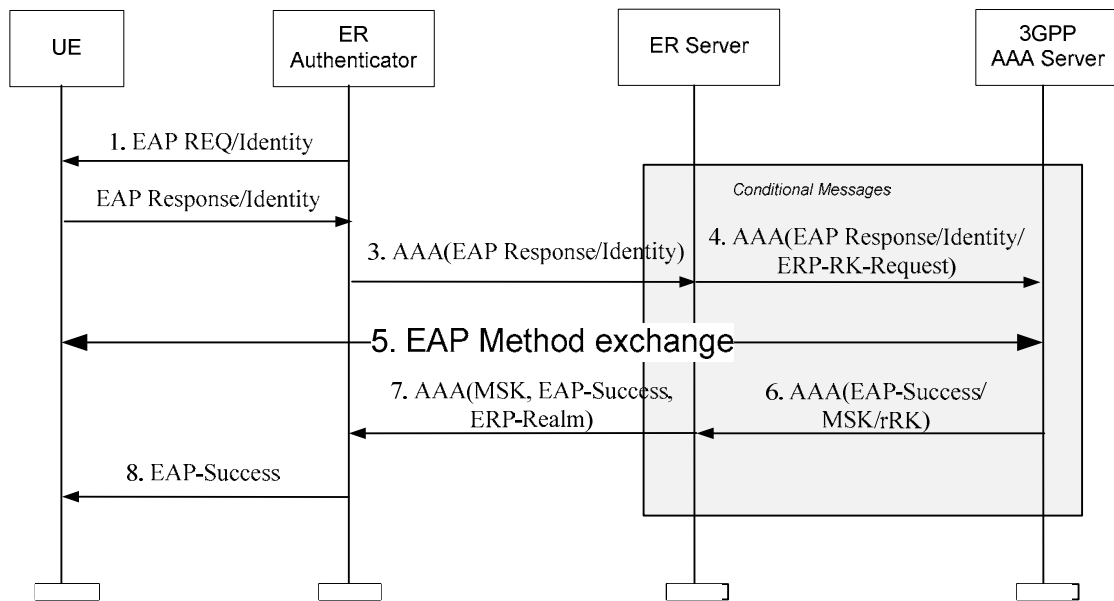 UE
ER
Authenticator
ER Server
3GPP
AAA Server
1. EAP REQ/Identity
EAP Response/Identity
Conditional Messages
3. AAA(EAP Response/Identity)
4. AAA(EAP Response/Identity/
ERP-RK-Request)
5. EAP Method exchange
7. AAA(MSK, EAP-Success,
ERP-Realm)
6. AAA(EAP-Success/
MSK/rRK)
8. EAP-Success